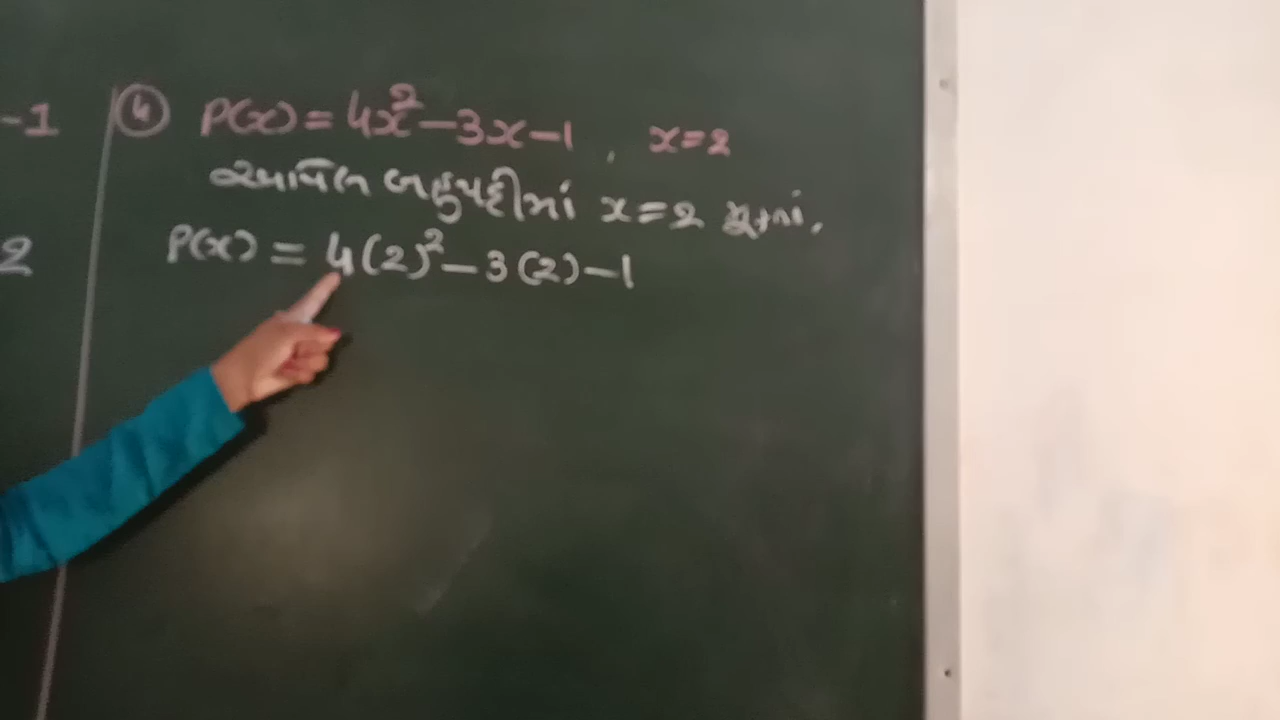 -1
④ P(x) = 4x² - 3x - 1 , x = 2
આપેલ બહુપદીમાં x = 2 મૂકતાં,
2
P(x) = 4(2)² - 3(2) - 1